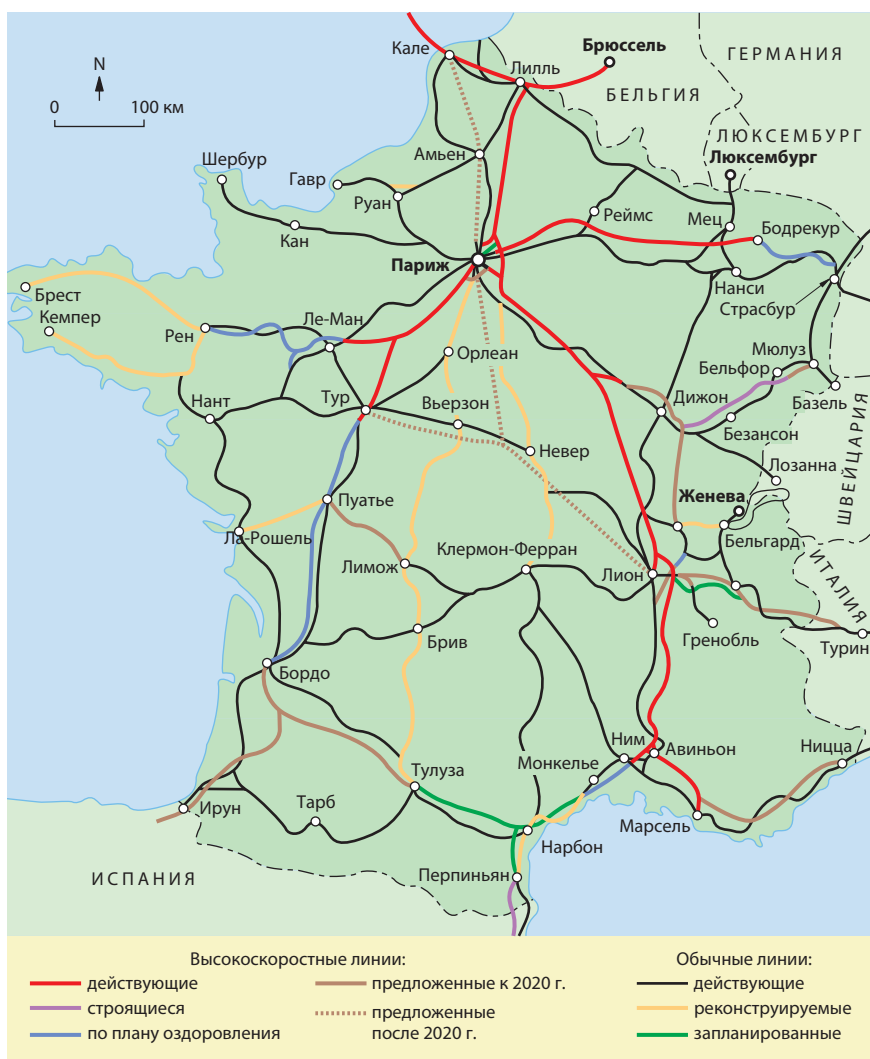 N
0 100 км
Кале
Лилль
Брюссель
ГЕРМАНИЯ
БЕЛЬГИЯ
ЛЮКСЕМБУРГ
Люксембург
Амьен
Шербур
Гавр
Руан
Реймс
Мец
Бодрекур
Кан
Париж
Нанси
Страсбур
Брест
Кемпер
Рен
Ле-Ман
Орлеан
Мюлуз
Бельфор
Базель
Нант
Тур
Вьерзон
Дижон
Безансон
Невер
Лозанна
ШВЕЙЦАРИЯ
Женева
Пуатье
Ла-Рошель
Лимож
Клермон-Ферран
Лион
Бельгард
ИТАЛИЯ
Гренобль
Турин
Брив
Бордо
Ним
Авиньон
Ницца
Монкелье
Тулуза
Ирун
Тарб
Марсель
Нарбон
Перпиньян
ИСПАНИЯ
Высокоскоростные линии:
действующие
строящиеся
по плану оздоровления
предложенные к 2020 г.
предложенные
после 2020 г.
Обычные линии:
действующие
реконструируемые
запланированные